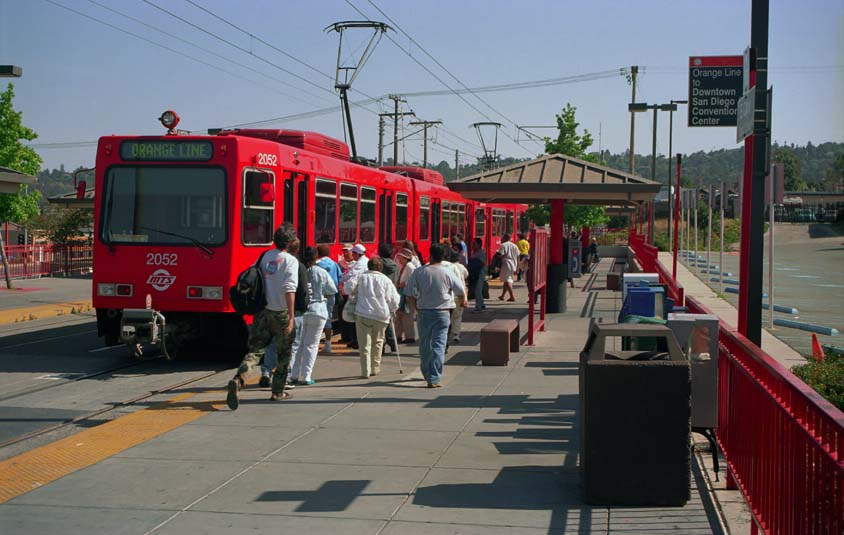 ORANGE LINE
2052
2052
MTS
Orange Line
to
Downtown
San Diego
Convention
Center